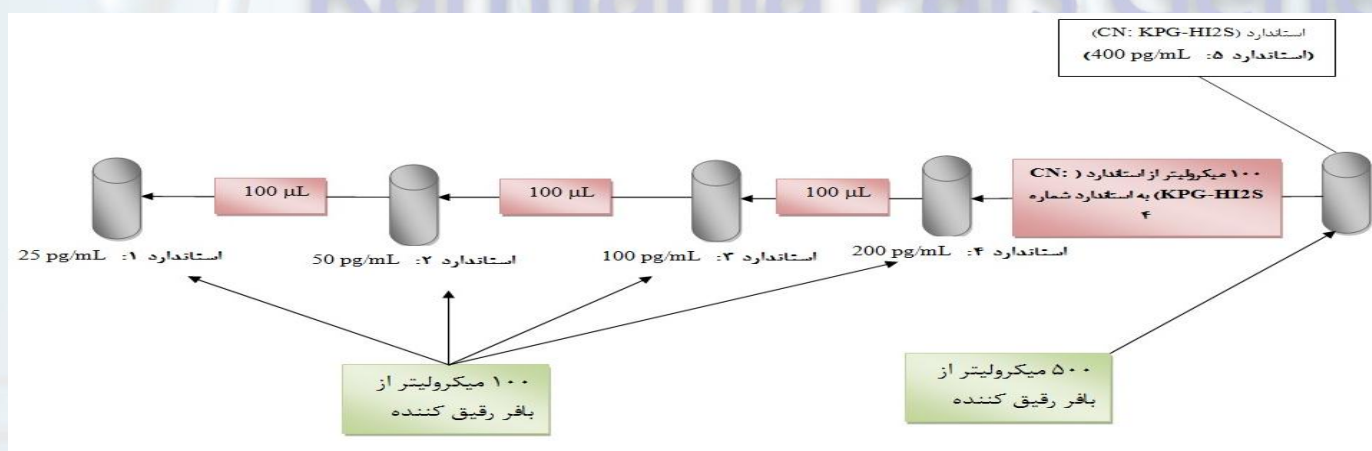 Karmania Pars Gene
استاندارد (CN: KPG-HI2S)
(استاندارد ۵: 400 pg/mL)
۱۰۰ میکرولیتر از استاندارد (CN:
KPG-HI2S) به استاندارد شماره
۴
100 µL
100 µL
100 µL
استاندارد ۴: 200 pg/mL
استاندارد ۳: 100 pg/mL
استاندارد ۲: 50 pg/mL
استاندارد ۱: 25 pg/mL
۵۰۰ میکرولیتر از
بافر رقیق کننده
۱۰۰ میکرولیتر از
بافر رقیق کننده